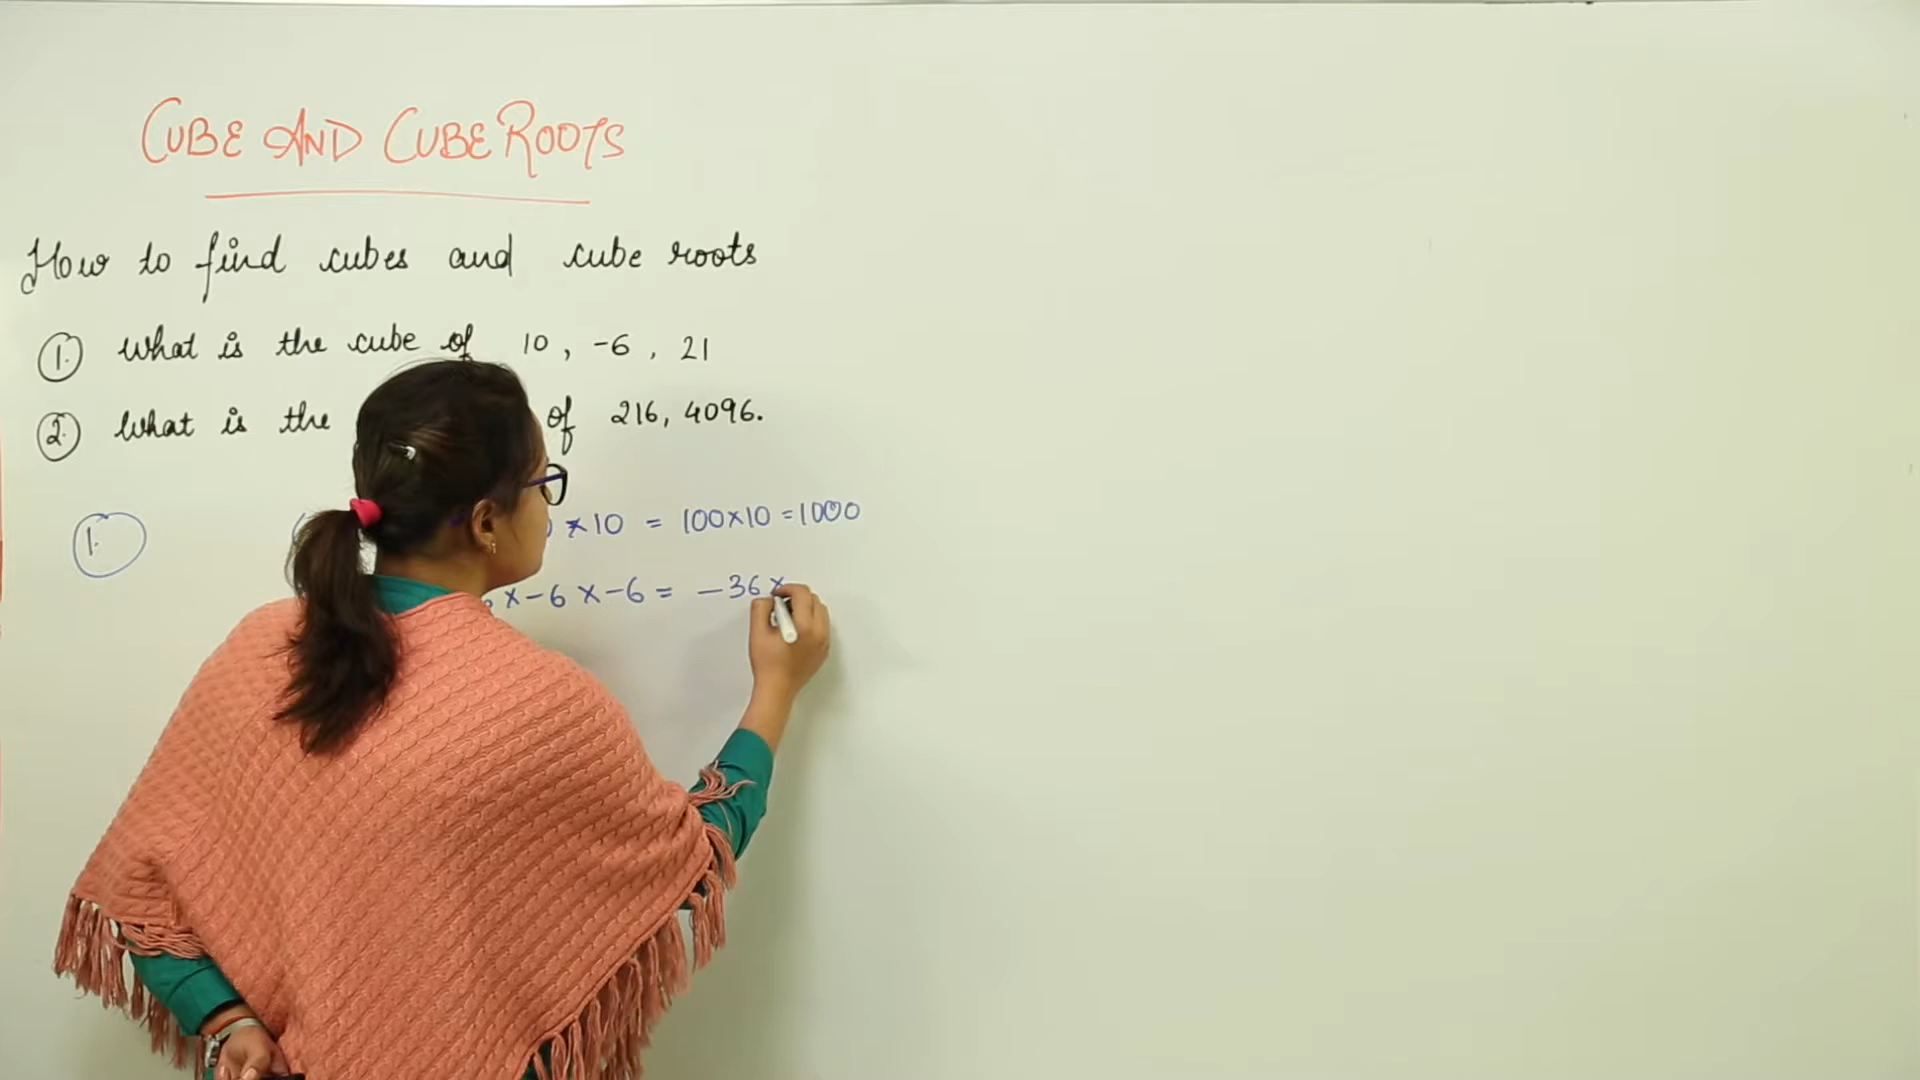 CUBE AND CUBE ROOTS
How to find cubes and cube roots
1. What is the cube of 10, -6, 21
2. What is the of 216, 4096.
1. × 10 = 100×10 = 1000
× -6 × -6 = -36 ×